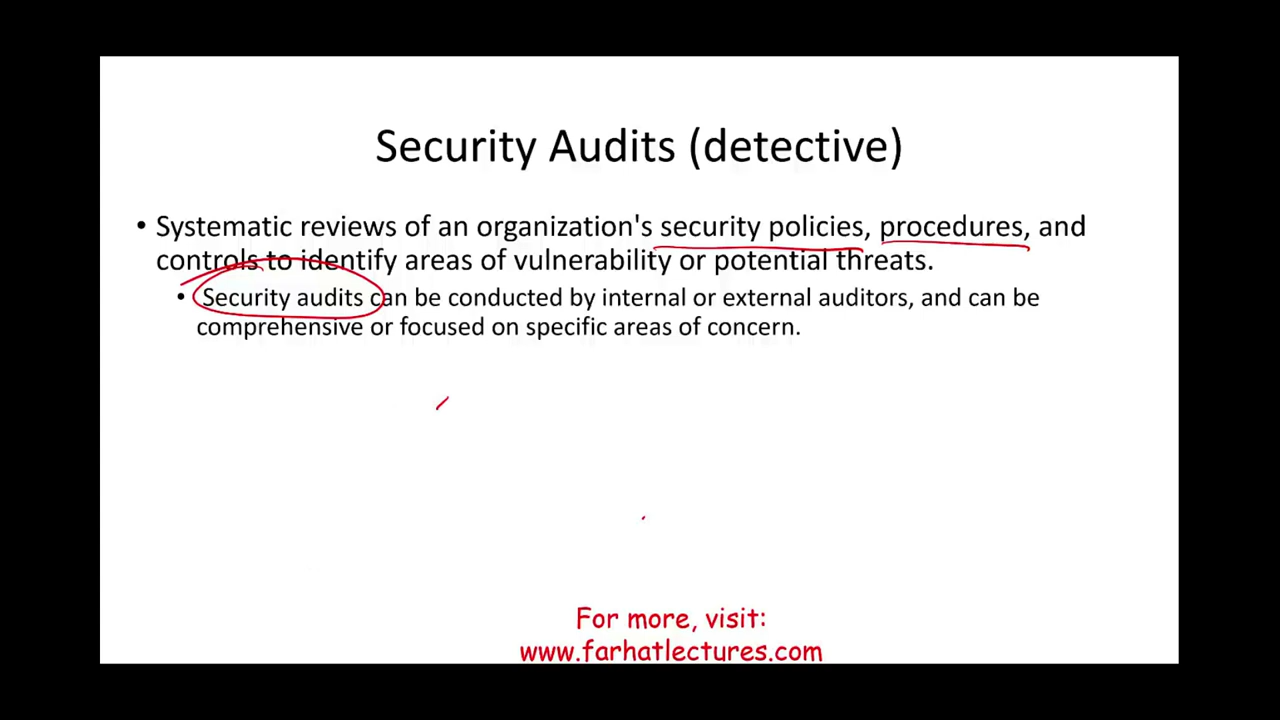 Security Audits (detective)
• Systematic reviews of an organization's security policies, procedures, and
controls to identify areas of vulnerability or potential threats.
• Security audits can be conducted by internal or external auditors, and can be
comprehensive or focused on specific areas of concern.
For more, visit:
www.farhatlectures.com